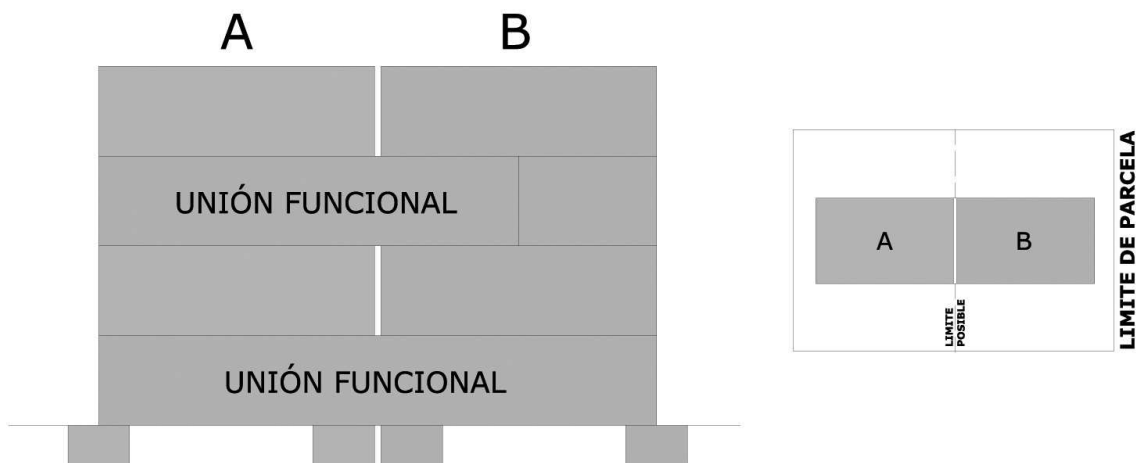 A
B
UNIÓN FUNCIONAL
UNIÓN FUNCIONAL
A
B
LIMITE
POSIBLE
LIMITE DE PARCELA